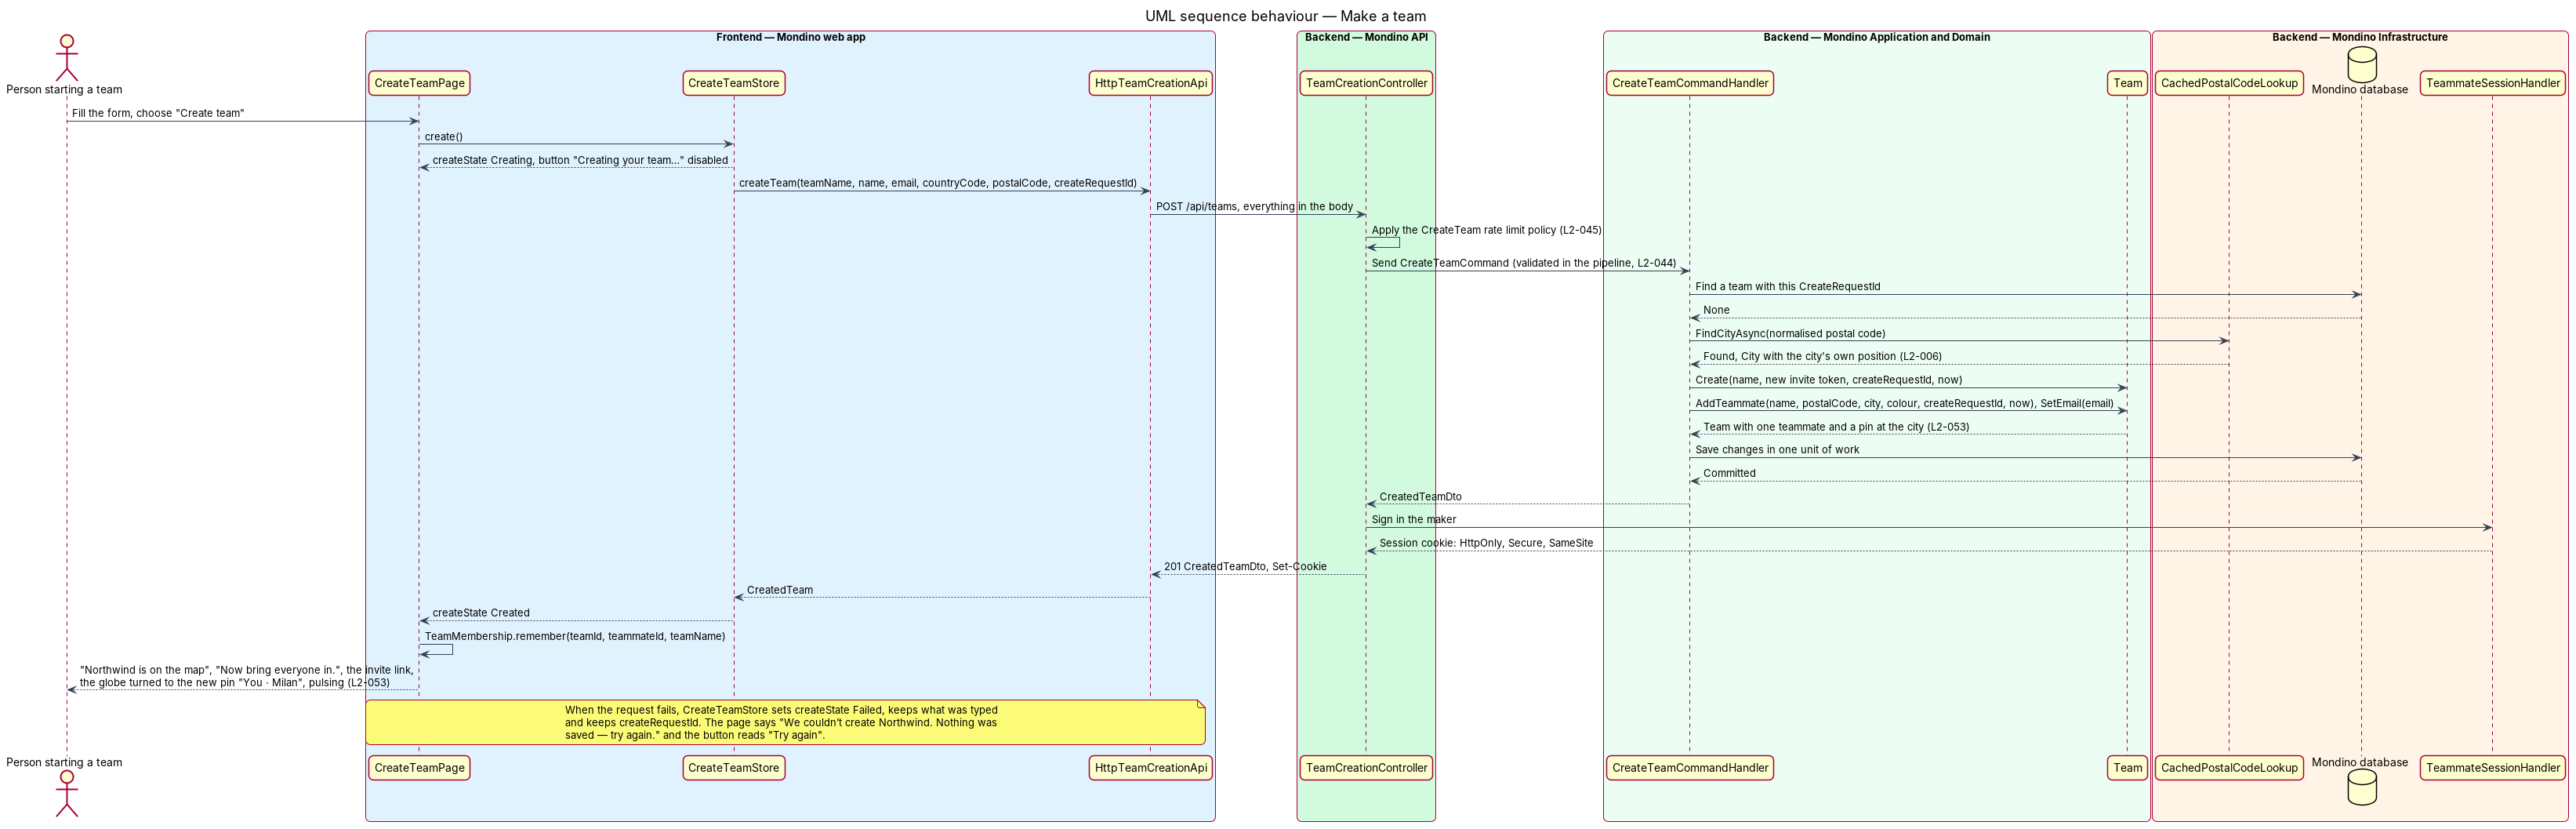 UML sequence behaviour — Make a team
Frontend — Mondino web app
Backend — Mondino API
Backend — Mondino Application and Domain
Backend — Mondino Infrastructure
Person starting a team
CreateTeamPage
CreateTeamStore
HttpTeamCreationApi
TeamCreationController
CreateTeamCommandHandler
Team
CachedPostalCodeLookup
Mondino database
TeammateSessionHandler
Fill the form, choose "Create team"
create()
createState Creating, button "Creating your team…" disabled
createTeam(teamName, name, email, countryCode, postalCode, createRequestId)
POST /api/teams, everything in the body
Apply the CreateTeam rate limit policy (L2-045)
Send CreateTeamCommand (validated in the pipeline, L2-044)
Find a team with this CreateRequestId
None
FindCityAsync(normalised postal code)
Found, City with the city's own position (L2-006)
Create(name, new invite token, createRequestId, now)
AddTeammate(name, postalCode, city, colour, createRequestId, now), SetEmail(email)
Team with one teammate and a pin at the city (L2-053)
Save changes in one unit of work
Committed
CreatedTeamDto
Sign in the maker
Session cookie: HttpOnly, Secure, SameSite
201 CreatedTeamDto, Set-Cookie
CreatedTeam
createState Created
TeamMembership.remember(teamId, teammateId, teamName)
"Northwind is on the map", "Now bring everyone in.", the invite link,
the globe turned to the new pin "You · Milan", pulsing (L2-053)
When the request fails, CreateTeamStore sets createState Failed, keeps what was typed
and keeps createRequestId. The page says "We couldn't create Northwind. Nothing was
saved — try again." and the button reads "Try again".
Person starting a team
CreateTeamPage
CreateTeamStore
HttpTeamCreationApi
TeamCreationController
CreateTeamCommandHandler
Team
CachedPostalCodeLookup
Mondino database
TeammateSessionHandler